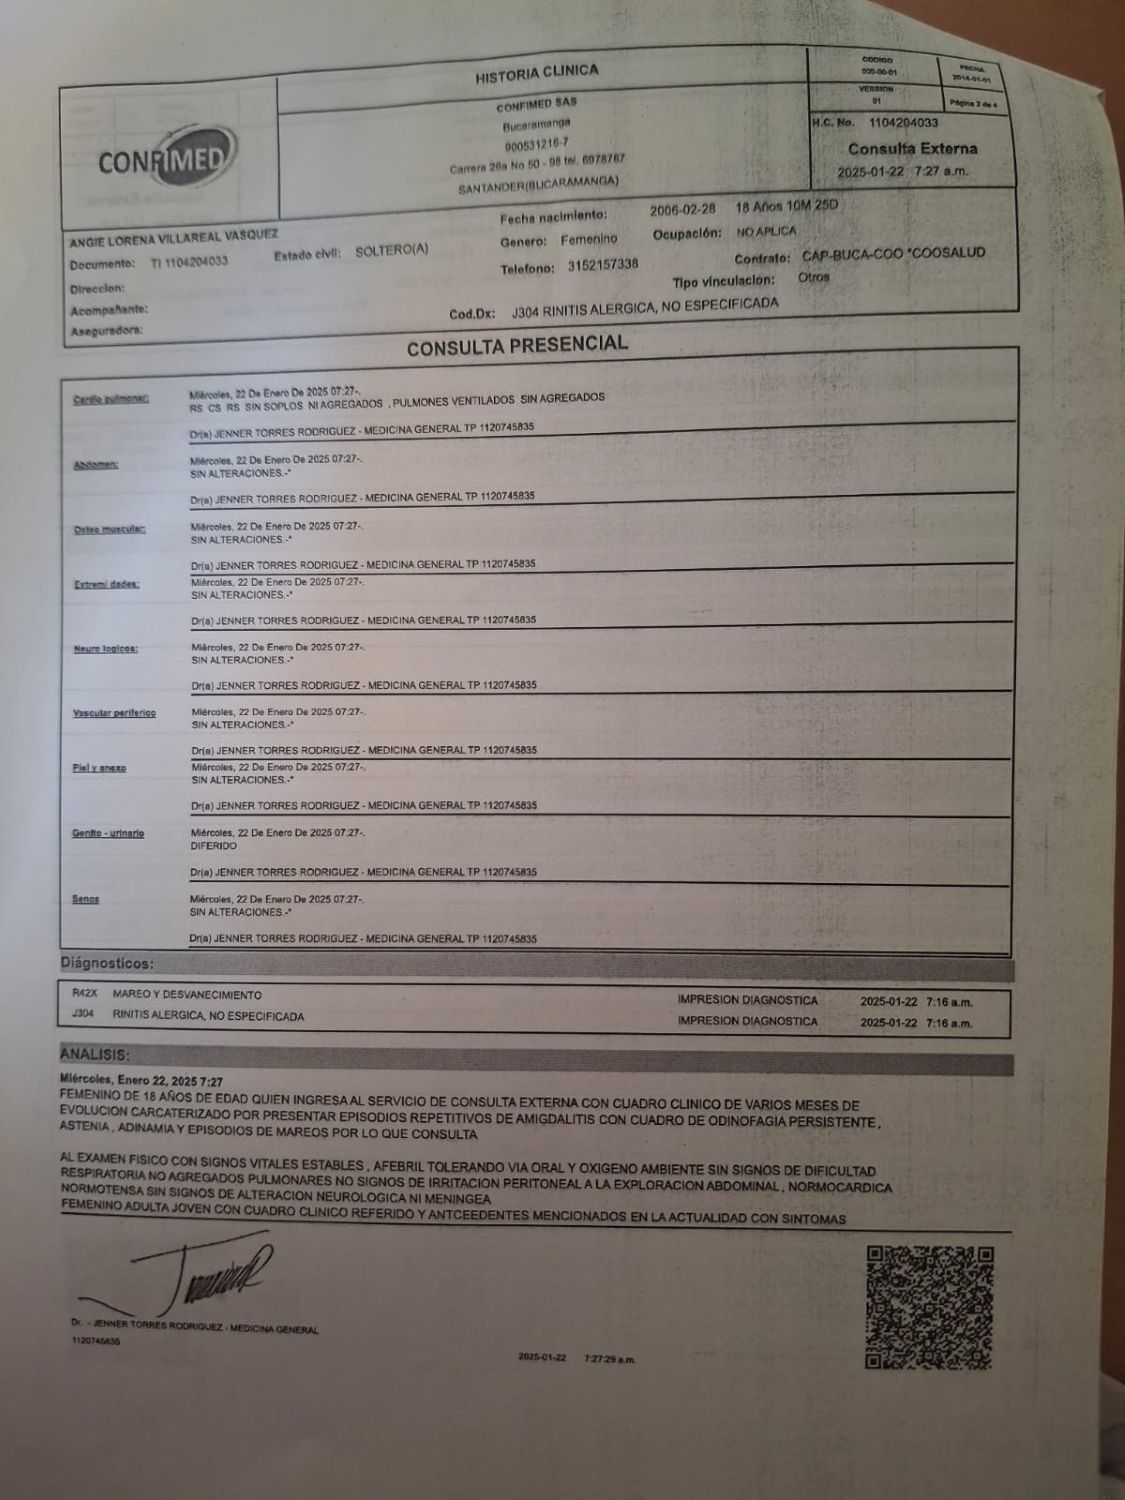 HISTORIA CLINICA
CODIGO
000-00-01
FECHA
2014-01-01
VERSION
01
Página 3 de 4
CONFIMED
CONFIMED SAS
Bucaramanga
900531216-7
Carrera 26a No 50 - 98 tel. 6978767
SANTANDER(BUCARAMANGA)
H.C. No. 1104204033
Consulta Externa
2025-01-22 7:27 a.m.
ANGIE LORENA VILLAREAL VASQUEZ
Fecha nacimiento: 2006-02-28 18 Años 10M 25D
Documento: TI 1104204033 Estado civil: SOLTERO(A) Genero: Femenino Ocupación: NO APLICA
Direccion: Telefono: 3152157338 Contrato: CAP-BUCA-COO *COOSALUD
Acompañante: Tipo vinculacion: Otros
Aseguradora: Cod.Dx: J304 RINITIS ALERGICA, NO ESPECIFICADA
CONSULTA PRESENCIAL
Cardio pulmonar: Miércoles, 22 De Enero De 2025 07:27-.
RS CS RS SIN SOPLOS NI AGREGADOS , PULMONES VENTILADOS SIN AGREGADOS
Dr(a) JENNER TORRES RODRIGUEZ - MEDICINA GENERAL TP 1120745835
Abdomen: Miércoles, 22 De Enero De 2025 07:27-.
SIN ALTERACIONES.-*
Dr(a) JENNER TORRES RODRIGUEZ - MEDICINA GENERAL TP 1120745835
Osteo muscular: Miércoles, 22 De Enero De 2025 07:27-.
SIN ALTERACIONES.-*
Dr(a) JENNER TORRES RODRIGUEZ - MEDICINA GENERAL TP 1120745835
Extremi dades: Miércoles, 22 De Enero De 2025 07:27-.
SIN ALTERACIONES.-*
Dr(a) JENNER TORRES RODRIGUEZ - MEDICINA GENERAL TP 1120745835
Neuro logicos: Miércoles, 22 De Enero De 2025 07:27-.
SIN ALTERACIONES.-*
Dr(a) JENNER TORRES RODRIGUEZ - MEDICINA GENERAL TP 1120745835
Vascular periferico Miércoles, 22 De Enero De 2025 07:27-.
SIN ALTERACIONES.-*
Dr(a) JENNER TORRES RODRIGUEZ - MEDICINA GENERAL TP 1120745835
Piel y anexo Miércoles, 22 De Enero De 2025 07:27-.
SIN ALTERACIONES.-*
Dr(a) JENNER TORRES RODRIGUEZ - MEDICINA GENERAL TP 1120745835
Genito - urinario Miércoles, 22 De Enero De 2025 07:27-.
DIFERIDO
Dr(a) JENNER TORRES RODRIGUEZ - MEDICINA GENERAL TP 1120745835
Senos Miércoles, 22 De Enero De 2025 07:27-.
SIN ALTERACIONES.-*
Dr(a) JENNER TORRES RODRIGUEZ - MEDICINA GENERAL TP 1120745835
Diágnosticos:
R42X MAREO Y DESVANECIMIENTO IMPRESION DIAGNOSTICA 2025-01-22 7:16 a.m.
J304 RINITIS ALERGICA, NO ESPECIFICADA IMPRESION DIAGNOSTICA 2025-01-22 7:16 a.m.
ANALISIS:
Miércoles, Enero 22, 2025 7:27
FEMENINO DE 18 AÑOS DE EDAD QUIEN INGRESA AL SERVICIO DE CONSULTA EXTERNA CON CUADRO CLINICO DE VARIOS MESES DE
EVOLUCION CARCATERIZADO POR PRESENTAR EPISODIOS REPETITIVOS DE AMIGDALITIS CON CUADRO DE ODINOFAGIA PERSISTENTE,
ASTENIA , ADINAMIA Y EPISODIOS DE MAREOS POR LO QUE CONSULTA
AL EXAMEN FISICO CON SIGNOS VITALES ESTABLES , AFEBRIL TOLERANDO VIA ORAL Y OXIGENO AMBIENTE SIN SIGNOS DE DIFICULTAD
RESPIRATORIA NO AGREGADOS PULMONARES NO SIGNOS DE IRRITACION PERITONEAL A LA EXPLORACION ABDOMINAL , NORMOCARDICA
NORMOTENSA SIN SIGNOS DE ALTERACION NEUROLOGICA NI MENINGEA
FEMENINO ADULTA JOVEN CON CUADRO CLINICO REFERIDO Y ANTCEEDENTES MENCIONADOS EN LA ACTUALIDAD CON SINTOMAS
Dr. - JENNER TORRES RODRIGUEZ - MEDICINA GENERAL
1120745835
2025-01-22 7:27:29 a.m.